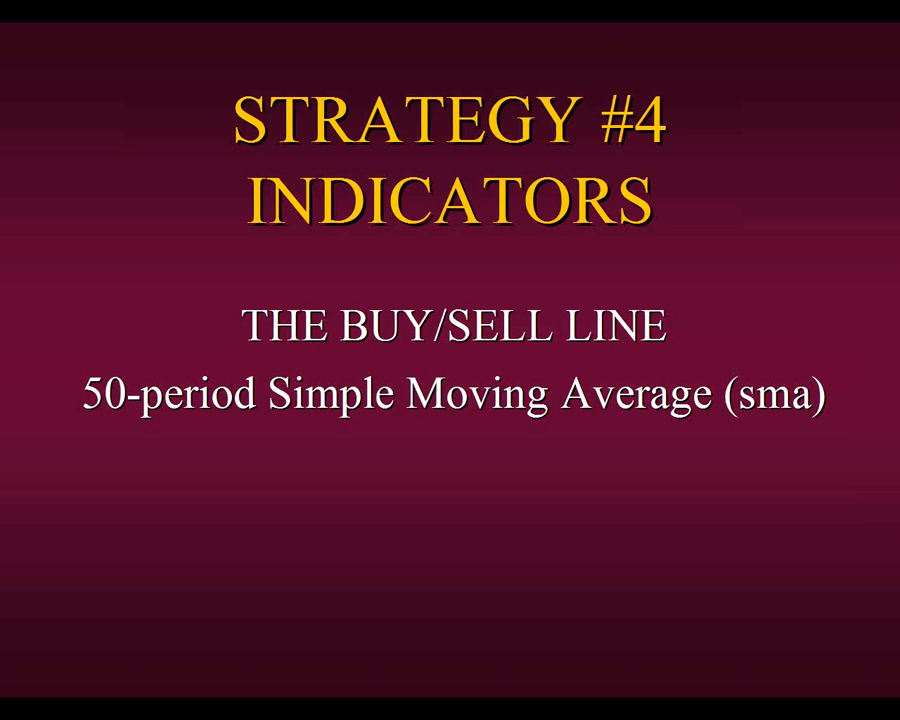 STRATEGY #4
INDICATORS
THE BUY/SELL LINE
50-period Simple Moving Average (sma)